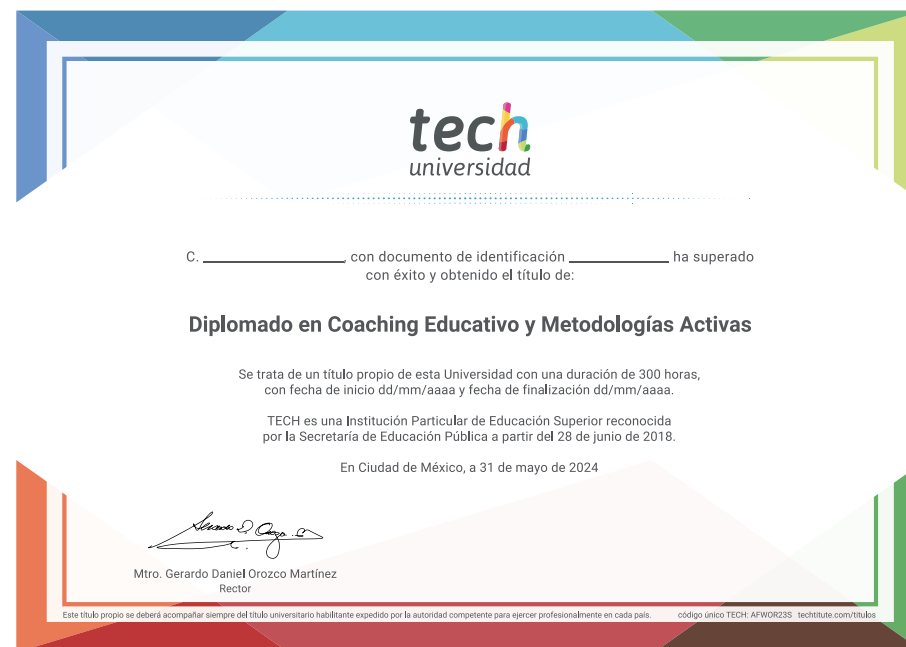 tech
universidad
C. ____________, con documento de identificación ____________ ha superado
con éxito y obtenido el título de:
Diplomado en Coaching Educativo y Metodologías Activas
Se trata de un título propio de esta Universidad con una duración de 300 horas,
con fecha de inicio dd/mm/aaaa y fecha de finalización dd/mm/aaaa.
TECH es una Institución Particular de Educación Superior reconocida
por la Secretaría de Educación Pública a partir del 28 de junio de 2018.
En Ciudad de México, a 31 de mayo de 2024
Mtro. Gerardo Daniel Orozco Martínez
Rector
Este título propio se deberá acompañar siempre del título universitario habilitante expedido por la autoridad competente para ejercer profesionalmente en cada país. código único TECH: AFWOR23S techtitute.com/titulos